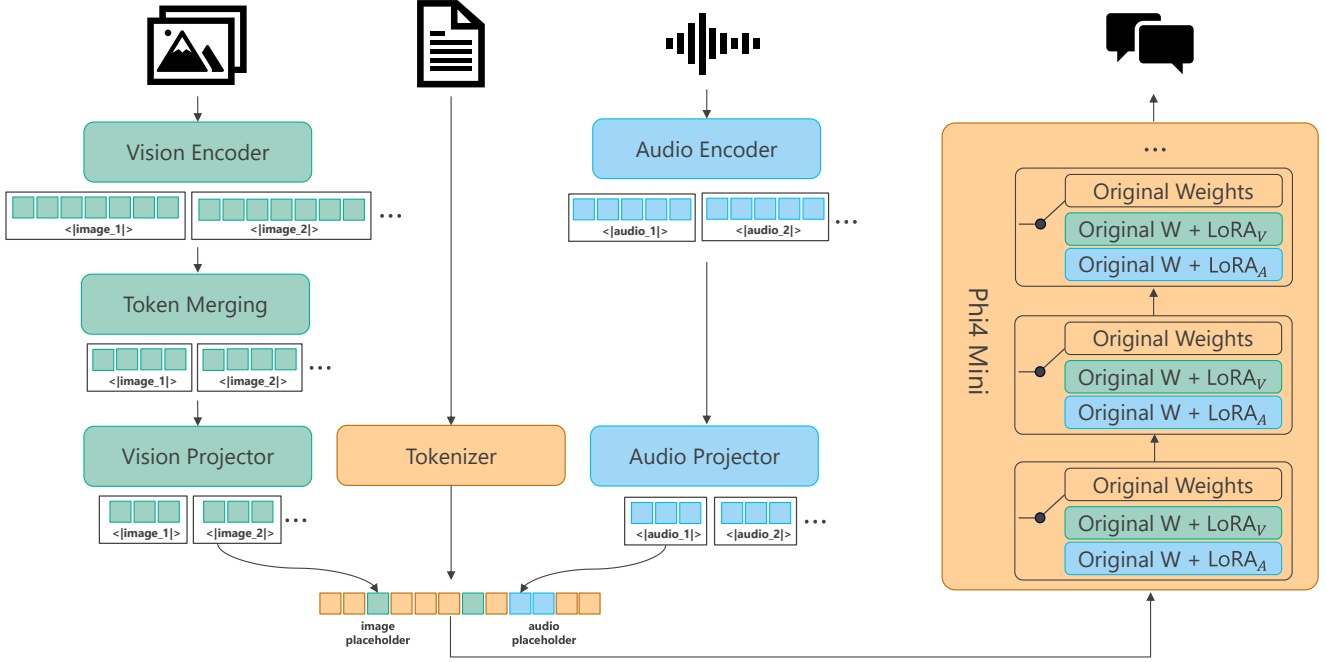 Vision Encoder
<|image_1|>
<|image_2|>
...
Token Merging
<|image_1|>
<|image_2|>
...
Vision Projector
<|image_1|>
<|image_2|>
...
Tokenizer
Audio Encoder
<|audio_1|>
<|audio_2|>
...
Audio Projector
<|audio_1|>
<|audio_2|>
...
image
placeholder
audio
placeholder
Phi4 Mini
...
Original Weights
Original W + LoRA_V
Original W + LoRA_A
Original Weights
Original W + LoRA_V
Original W + LoRA_A
Original Weights
Original W + LoRA_V
Original W + LoRA_A